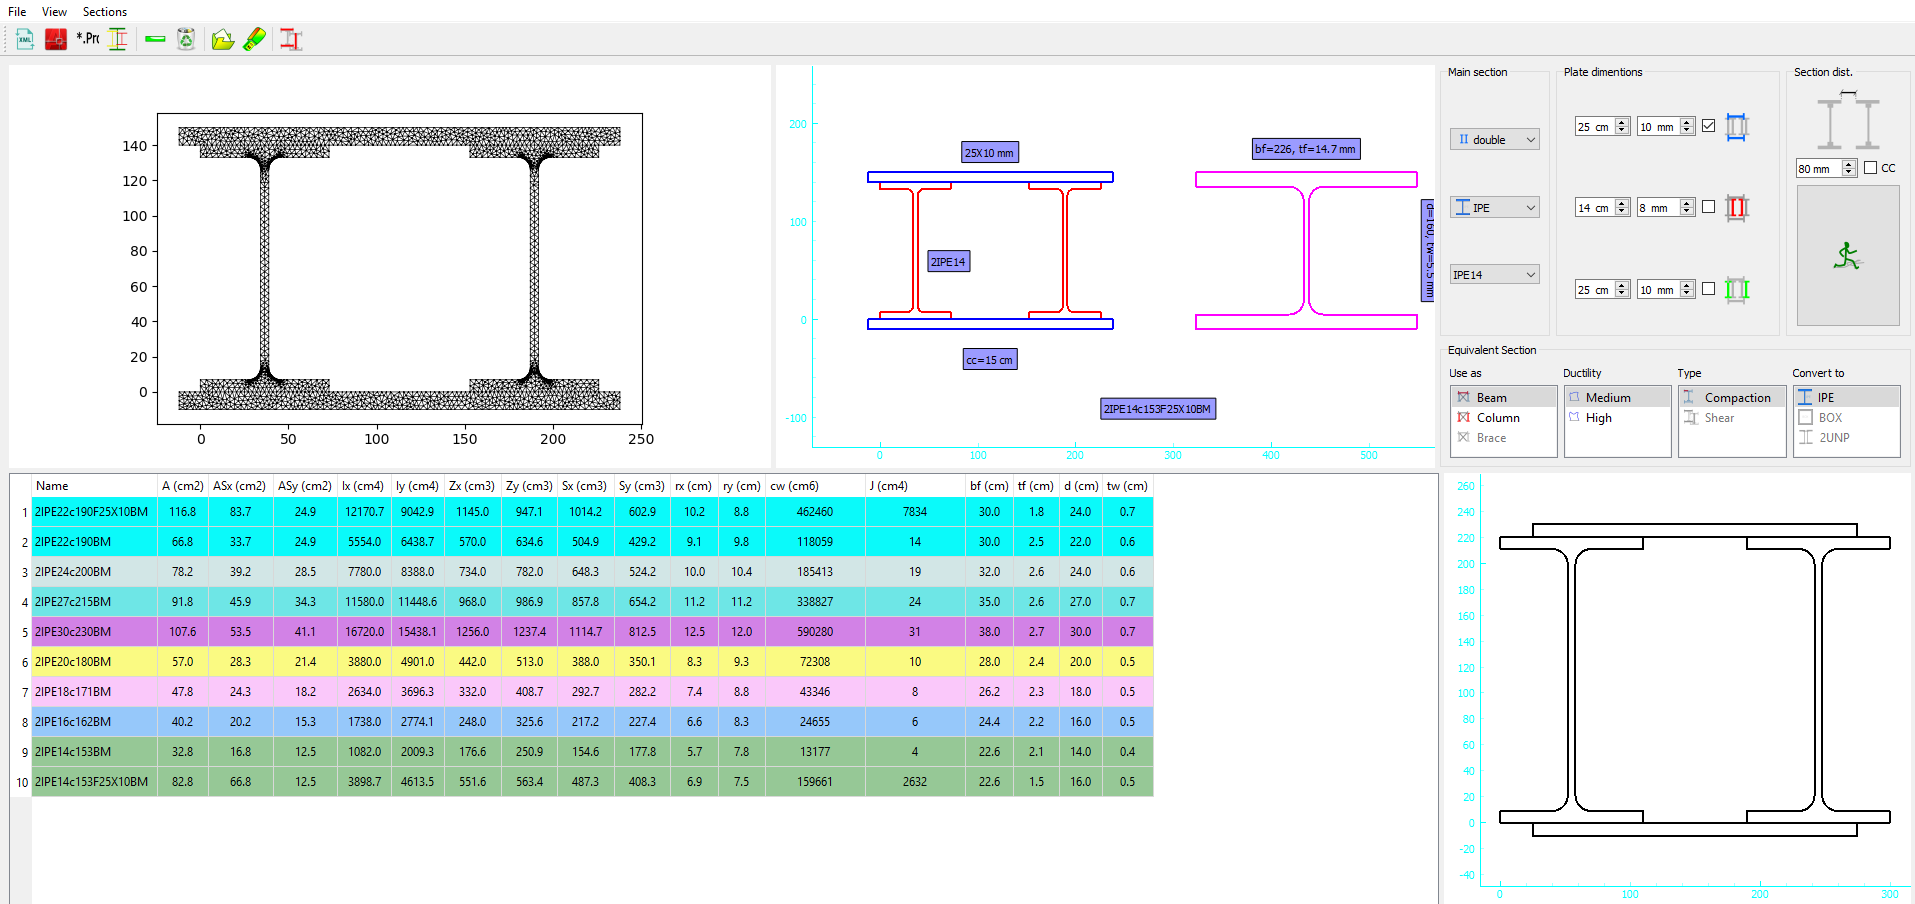 File View Sections
*.Pro
140
120
100
80
60
40
20
0
0 50 100 150 200 250
200
100
0
-100
0 100 200 300 400 500
25X10 mm
2IPE14
cc=15 cm
bf=226, tf=14.7 mm
d=160, tw=5.5 mm
2IPE14c153F25X10BM
Main section
double
IPE
IPE14
Plate dimentions
25 cm 10 mm
14 cm 8 mm
25 cm 10 mm
Section dist.
80 mm CC
Equivalent Section
Use as Ductility Type Convert to
Beam Medium Compaction IPE
Column High Shear BOX
Brace 2UNP
Name A (cm2) ASx (cm2) ASy (cm2) Ix (cm4) Iy (cm4) Zx (cm3) Zy (cm3) Sx (cm3) Sy (cm3) rx (cm) ry (cm) cw (cm6) J (cm4) bf (cm) tf (cm) d (cm) tw (cm)
1 2IPE22c190F25X10BM 116.8 83.7 24.9 12170.7 9042.9 1145.0 947.1 1014.2 602.9 10.2 8.8 462460 7834 30.0 1.8 24.0 0.7
2 2IPE22c190BM 66.8 33.7 24.9 5554.0 6438.7 570.0 634.6 504.9 429.2 9.1 9.8 118059 14 30.0 2.5 22.0 0.6
3 2IPE24c200BM 78.2 39.2 28.5 7780.0 8388.0 734.0 782.0 648.3 524.2 10.0 10.4 185413 19 32.0 2.6 24.0 0.6
4 2IPE27c215BM 91.8 45.9 34.3 11580.0 11448.6 968.0 986.9 857.8 654.2 11.2 11.2 338827 24 35.0 2.6 27.0 0.7
5 2IPE30c230BM 107.6 53.5 41.1 16720.0 15438.1 1256.0 1237.4 1114.7 812.5 12.5 12.0 590280 31 38.0 2.7 30.0 0.7
6 2IPE20c180BM 57.0 28.3 21.4 3880.0 4901.0 442.0 513.0 388.0 350.1 8.3 9.3 72308 10 28.0 2.4 20.0 0.5
7 2IPE18c171BM 47.8 24.3 18.2 2634.0 3696.3 332.0 408.7 292.7 282.2 7.4 8.8 43346 8 26.2 2.3 18.0 0.5
8 2IPE16c162BM 40.2 20.2 15.3 1738.0 2774.1 248.0 325.6 217.2 227.4 6.6 8.3 24655 6 24.4 2.2 16.0 0.5
9 2IPE14c153BM 32.8 16.8 12.5 1082.0 2009.3 176.6 250.9 154.6 177.8 5.7 7.8 13177 4 22.6 2.1 14.0 0.4
10 2IPE14c153F25X10BM 82.8 66.8 12.5 3898.7 4613.5 551.6 563.4 487.3 408.3 6.9 7.5 159661 2632 22.6 1.5 16.0 0.5
260
240
220
200
180
160
140
120
100
80
60
40
20
0
-20
-40
0 100 200 300